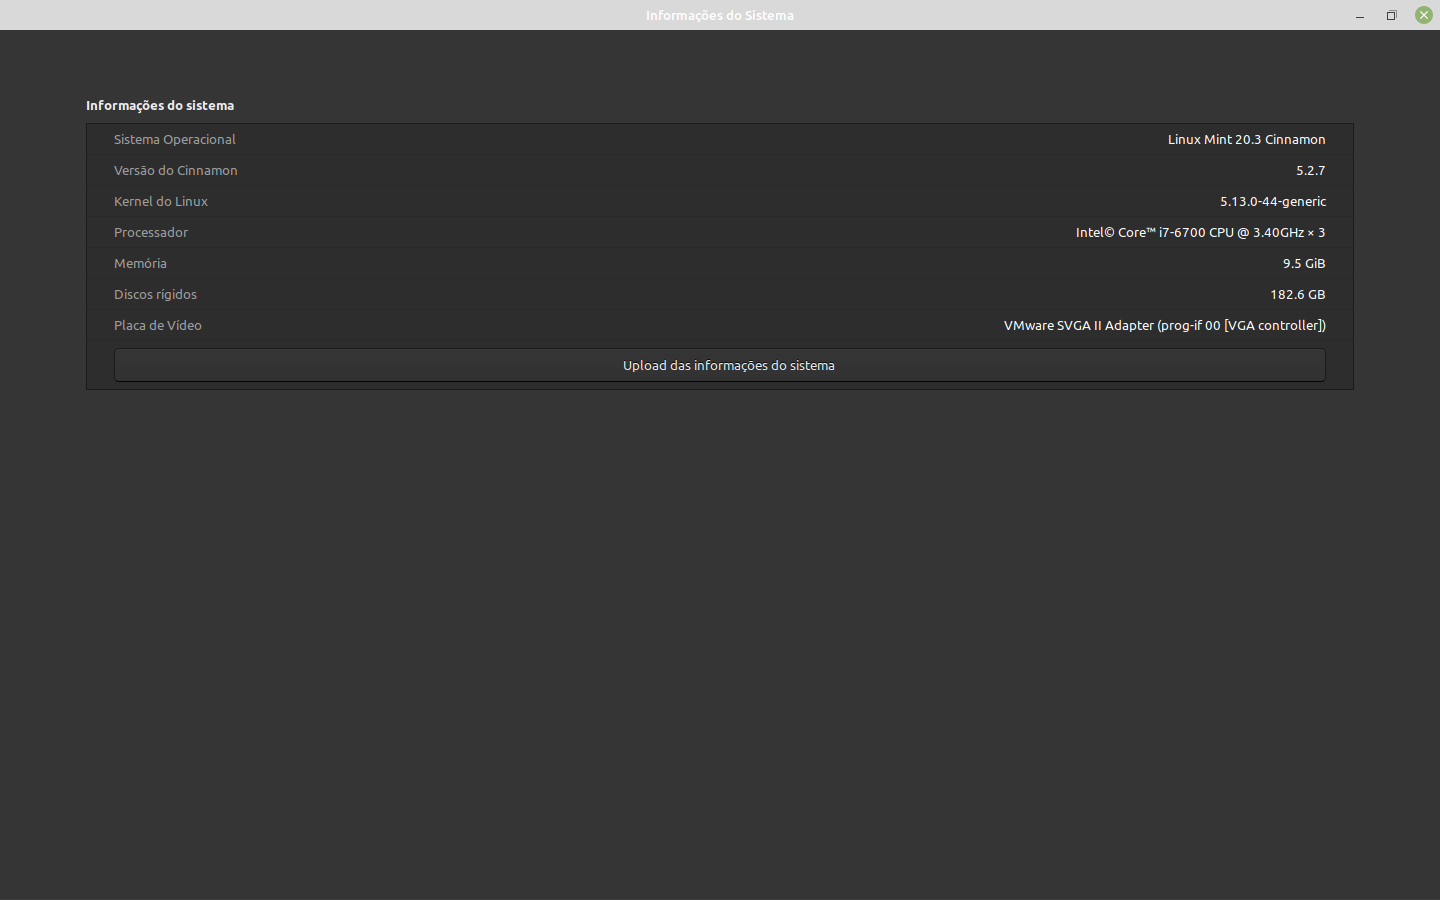 Informações do Sistema
Informações do sistema
Sistema Operacional Linux Mint 20.3 Cinnamon
Versão do Cinnamon 5.2.7
Kernel do Linux 5.13.0-44-generic
Processador Intel© Core™ i7-6700 CPU @ 3.40GHz × 3
Memória 9.5 GiB
Discos rígidos 182.6 GB
Placa de Vídeo VMware SVGA II Adapter (prog-if 00 [VGA controller])
Upload das informações do sistema